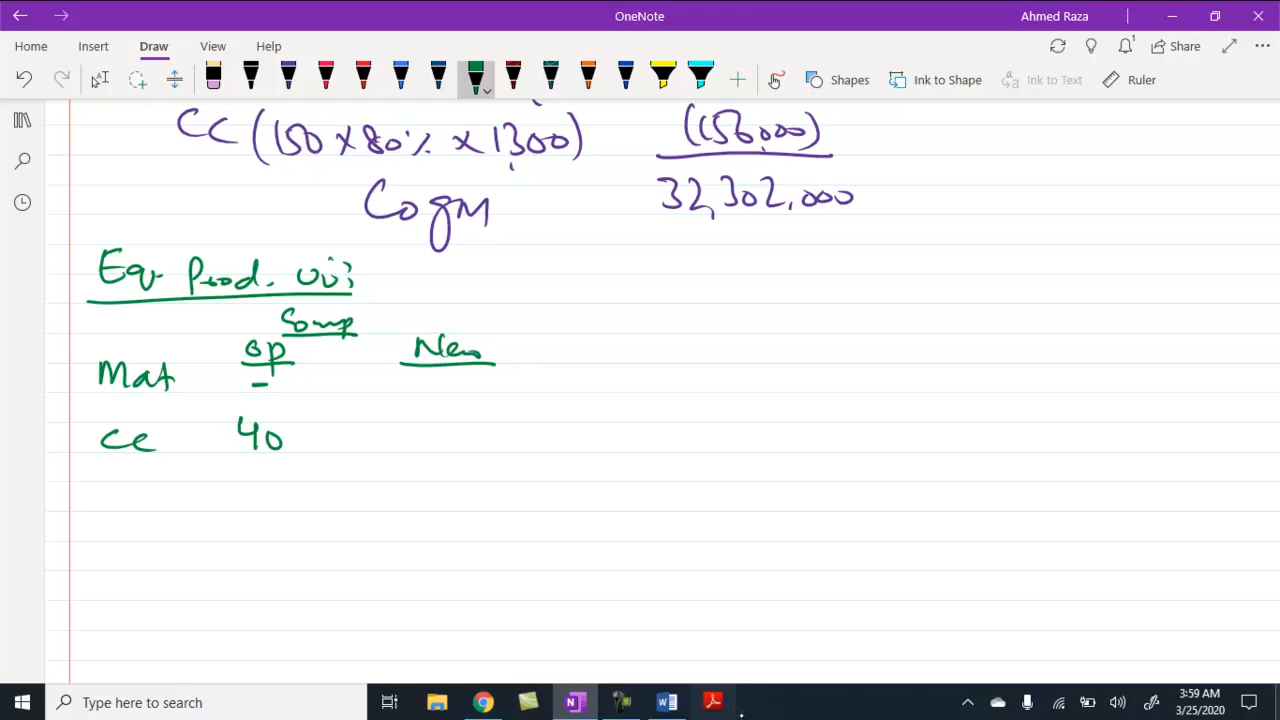 OneNote
Ahmed Raza
Home Insert Draw View Help
Share
Shapes Ink to Shape Ink to Text Ruler
CC (150 x 80% x 1300) (156,000)
COGM 32,302,000
Eq. Prod.
Comp
OP New
Mat -
CC 40
Type here to search
3:59 AM
3/25/2020